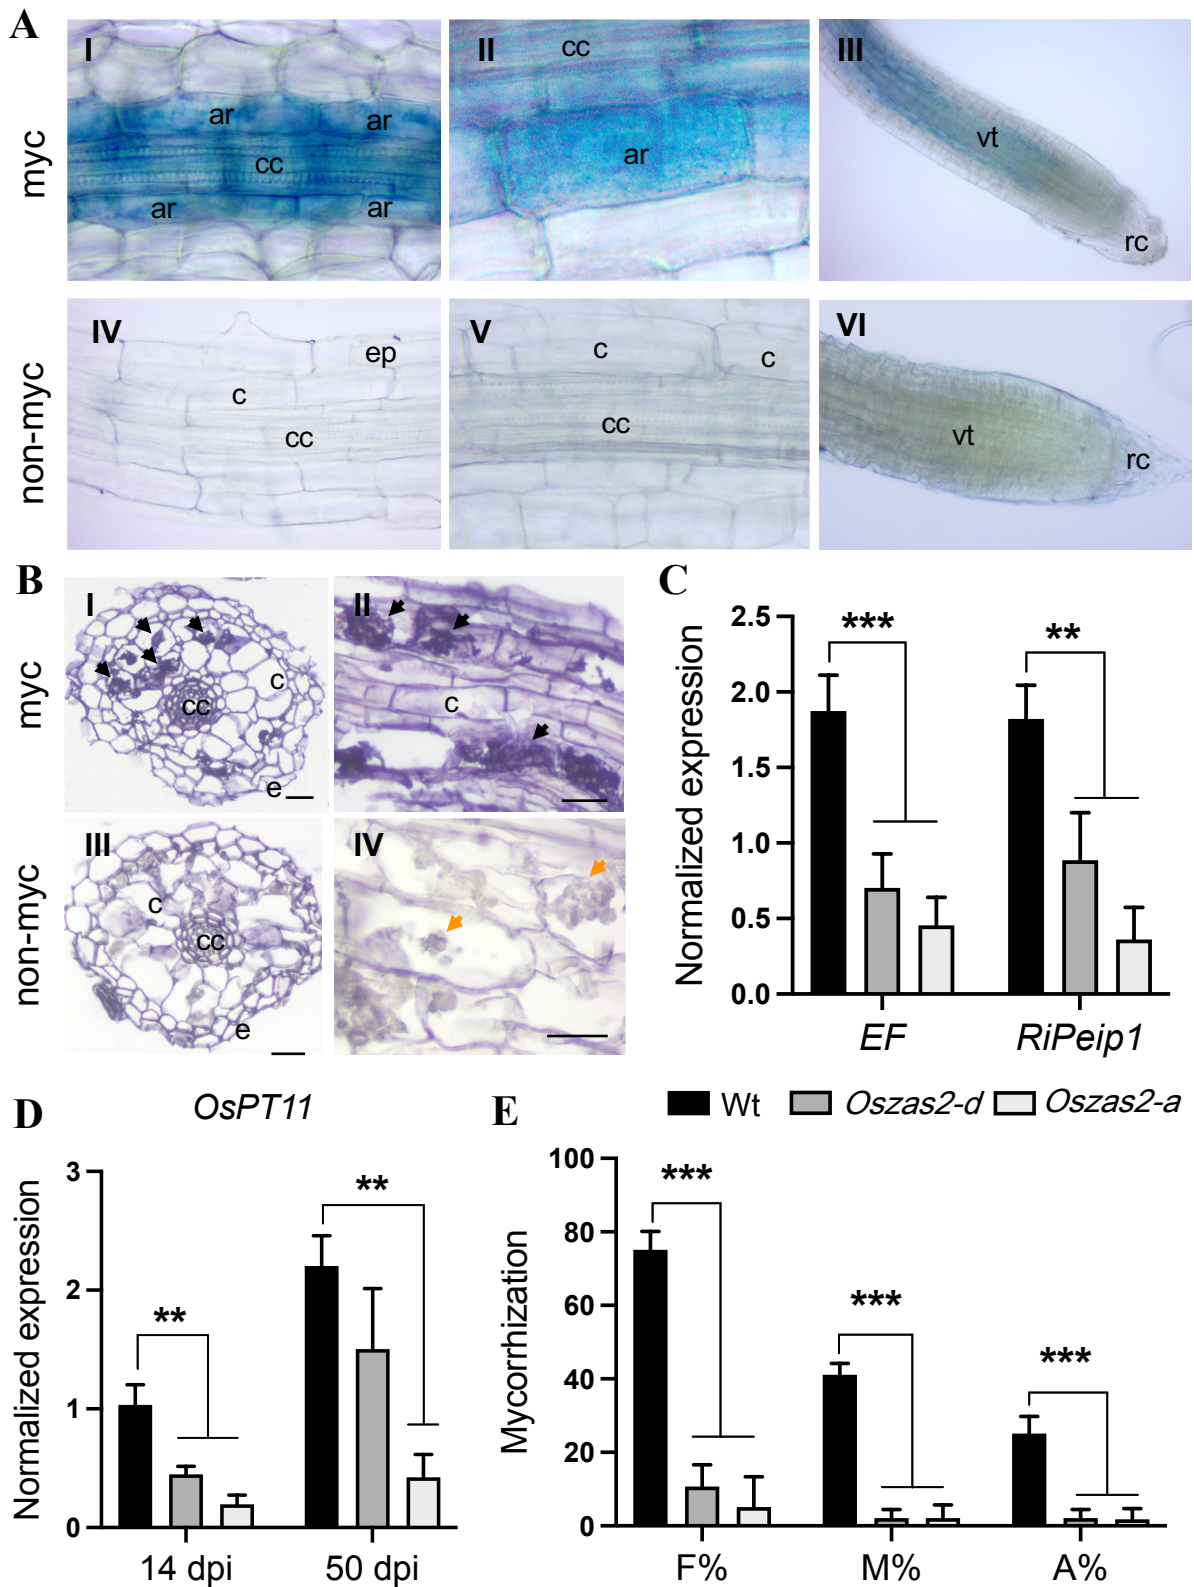 A
myc
I
ar
ar
cc
ar
ar
II
cc
ar
III
vt
rc
non-myc
IV
ep
c
cc
V
c
c
cc
VI
vt
rc
B
myc
I
c
cc
e
II
c
non-myc
III
c
cc
e
IV
C
Normalized expression
2.5
2.0
1.5
1.0
0.5
0.0
***
**
EF
RiPeip1
Wt
Oszas2-d
Oszas2-a
D
OsPT11
Normalized expression
3
2
1
0
**
**
14 dpi
50 dpi
E
Mycorrhization
100
80
60
40
20
0
***
***
***
F%
M%
A%